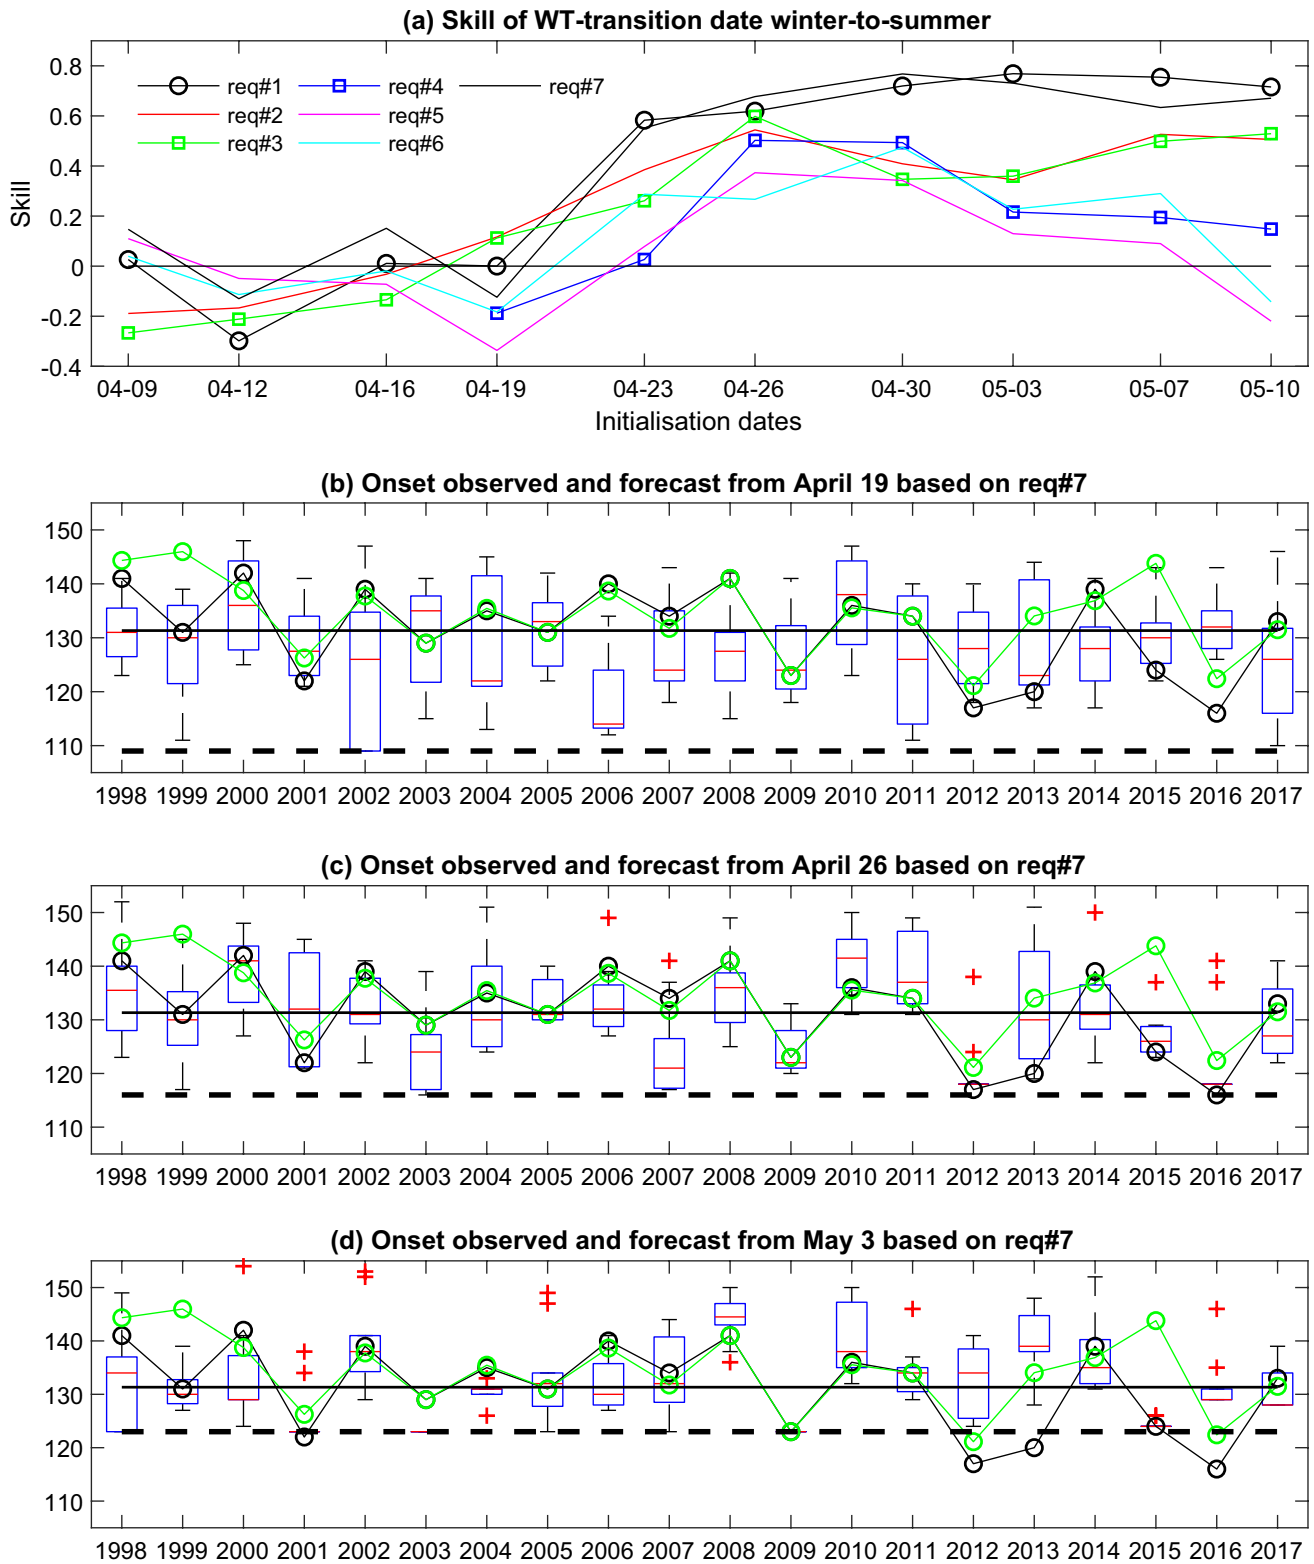 (a) Skill of WT-transition date winter-to-summer
0.8
0.6
0.4
0.2
0
-0.2
-0.4
Skill
req#1
req#2
req#3
req#4
req#5
req#6
req#7
04-09 04-12 04-16 04-19 04-23 04-26 04-30 05-03 05-07 05-10
Initialisation dates
(b) Onset observed and forecast from April 19 based on req#7
150
140
130
120
110
1998 1999 2000 2001 2002 2003 2004 2005 2006 2007 2008 2009 2010 2011 2012 2013 2014 2015 2016 2017
(c) Onset observed and forecast from April 26 based on req#7
150
140
130
120
110
1998 1999 2000 2001 2002 2003 2004 2005 2006 2007 2008 2009 2010 2011 2012 2013 2014 2015 2016 2017
(d) Onset observed and forecast from May 3 based on req#7
150
140
130
120
110
1998 1999 2000 2001 2002 2003 2004 2005 2006 2007 2008 2009 2010 2011 2012 2013 2014 2015 2016 2017